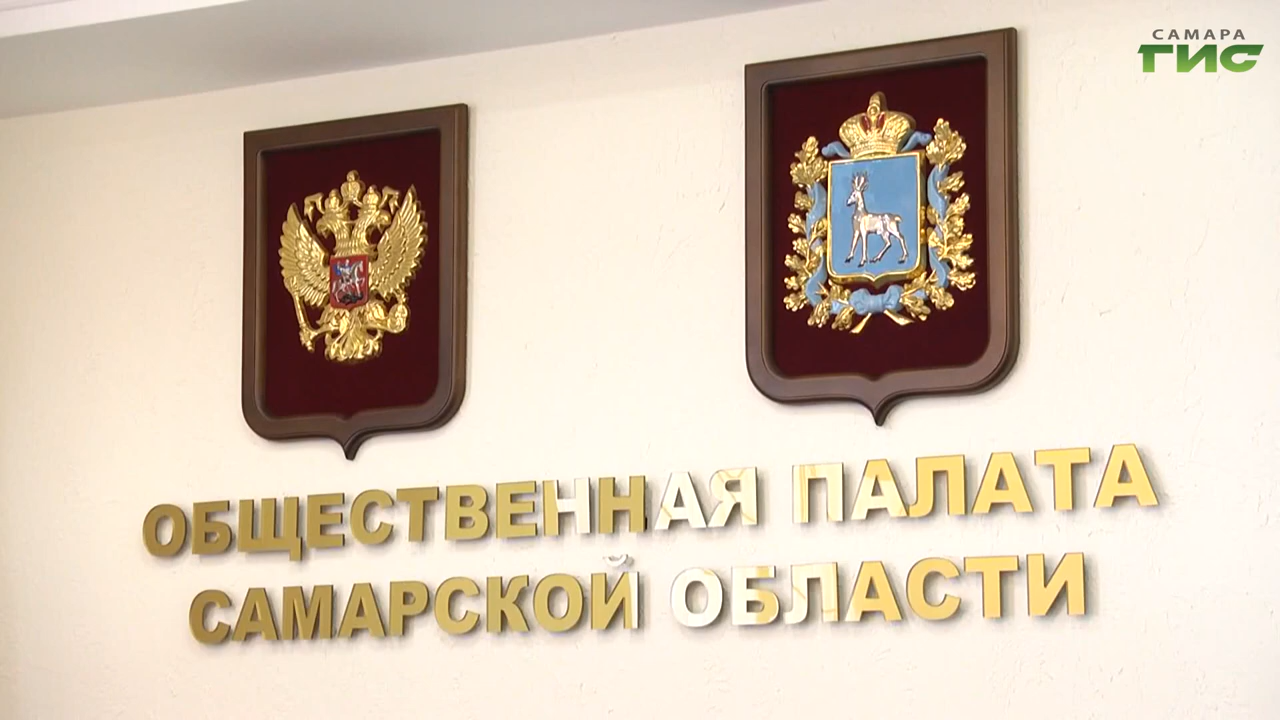 САМАРА
ГИС
ОБЩЕСТВЕННАЯ ПАЛАТА
САМАРСКОЙ ОБЛАСТИ